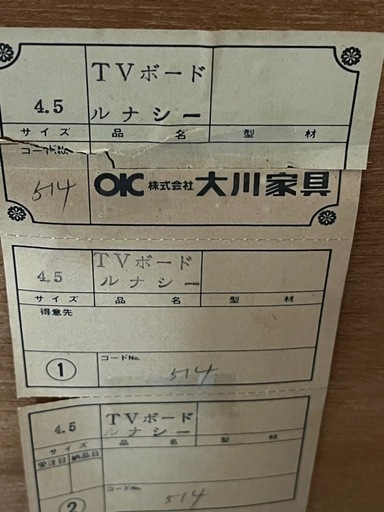 TVボード
4.5 ルナシー
サイズ 品名 型材
コードNo.
514 OK 株式会社 大川家具
TVボード
4.5 ルナシー
サイズ 品名 型材
得意先
① コードNo.
514
4.5 TVボード
ルナシー
サイズ 品名 型材
受注日 納品日
② コードNo.
514